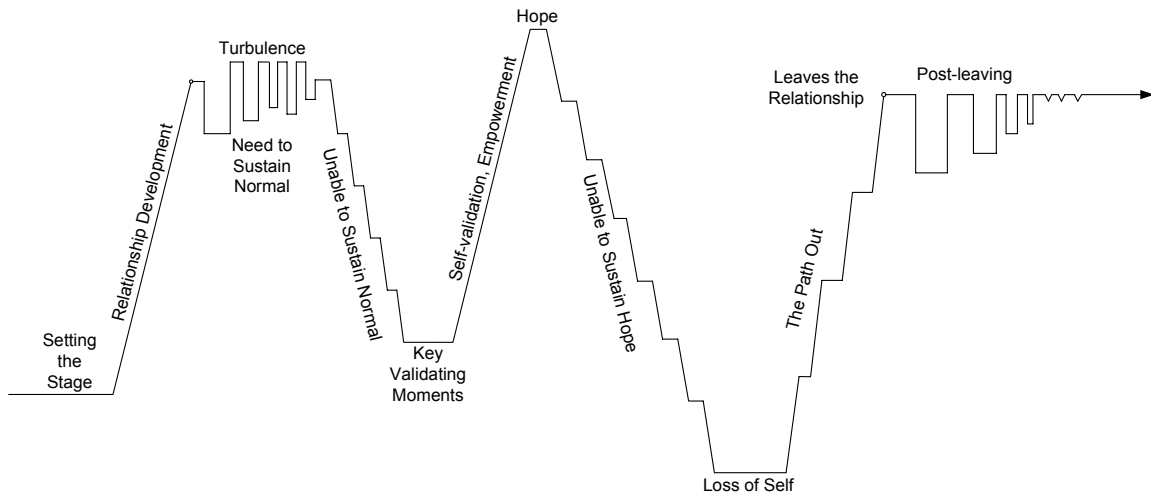 Setting
the
Stage
Relationship Development
Turbulence
Need to
Sustain
Normal
Unable to Sustain Normal
Key
Validating
Moments
Self-validation, Empowerment
Hope
Unable to Sustain Hope
Loss of Self
The Path Out
Leaves the
Relationship
Post-leaving